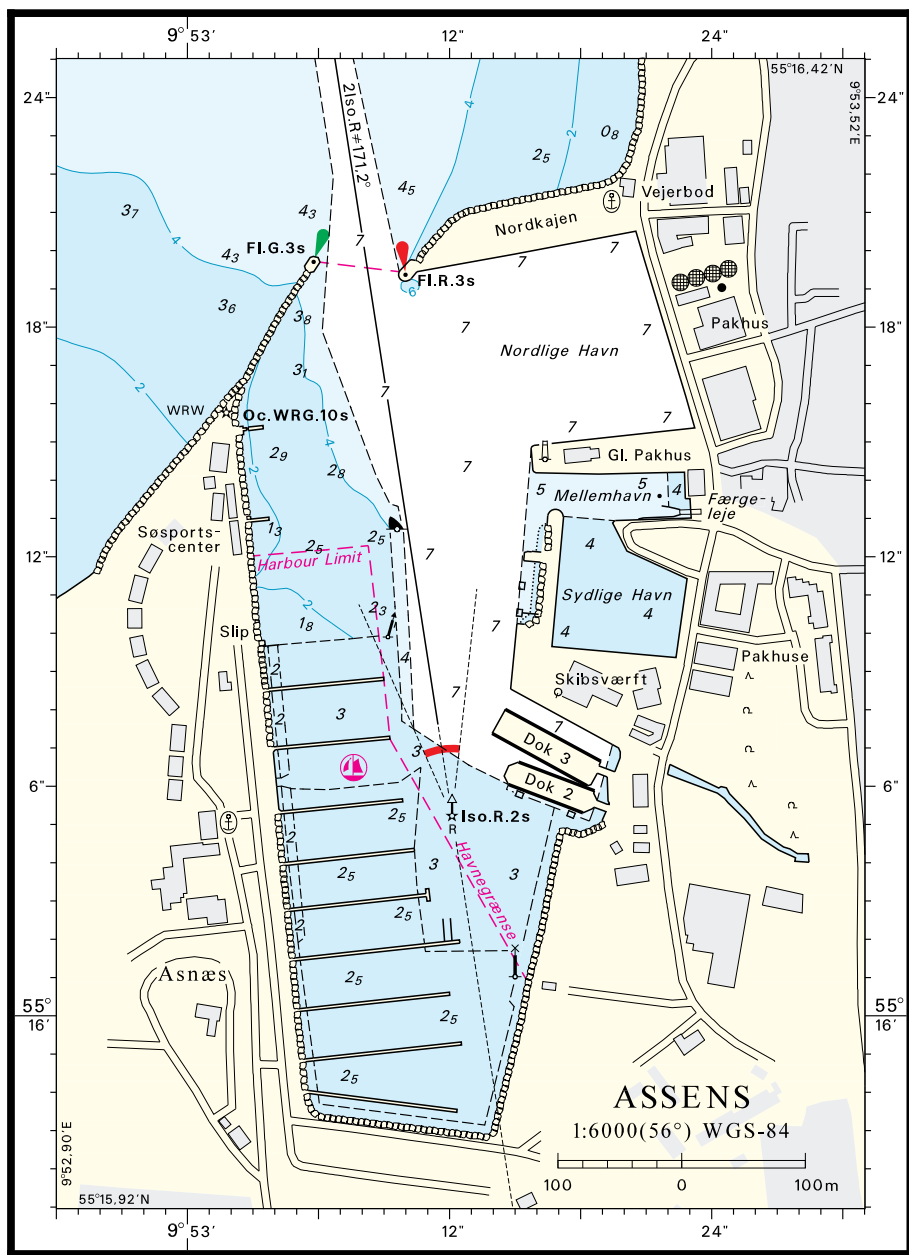 9°53'
12"
24"
55°16,42'N
9°53,52'E
24"
24"
2Iso.R≠171.2°
4
2
0₈
2₅
Vejerbod
4₅
3₇
4
4₃
Nordkajen
4₃
Fl.G.3s
7
7
7
Fl.R.3s
6
3₆
3₈
18"
18"
7
7
Pakhus
Nordlige Havn
3₁
2
7
WRW
Oc.WRG.10s
4
7
7
2₉
2
2₈
7
Gl. Pakhus
5
Mellemhavn
5
4
Færge-
leje
1₃
2₅
Søsports-
center
2₅
7
4
12"
12"
Harbour Limit
Sydlige Havn
2
2₃
1₈
7
4
4
Slip
4
Pakhuse
2
7
Skibsværft
3
2
7
3
Dok 3
Dok 2
6"
6"
2₅
Iso.R.2s
R
2
3
Havnegrænse
3
2₅
2₅
2
Asnæs
2₅
2₅
55°
16'
55°
16'
2₅
ASSENS
1:6000(56°) WGS-84
9°52,90'E
100
0
100m
55°15,92'N
9°53'
12"
24"